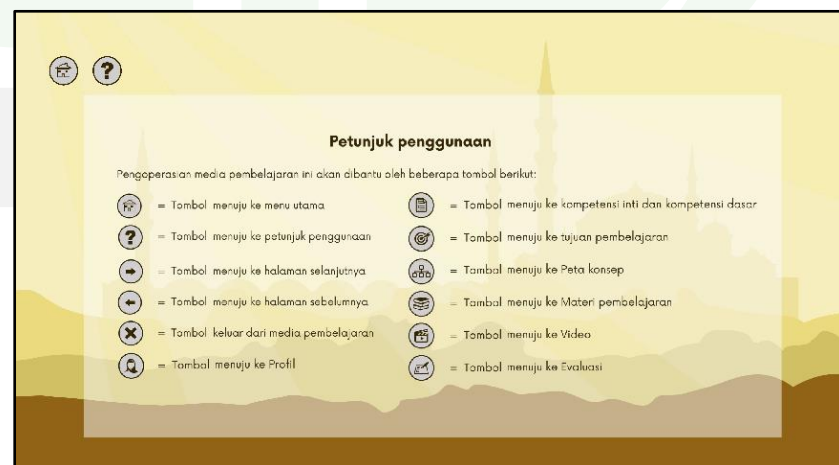 Petunjuk penggunaan
Pengoperasian media pembelajaran ini akan dibantu oleh beberapa tombol berikut:
= Tombol menuju ke menu utama
? = Tombol menuju ke petunjuk penggunaan
= Tombol menuju ke halaman selanjutnya
= Tombol menuju ke halaman sebelumnya
= Tombol keluar dari media pembelajaran
= Tombol menuju ke Profil
= Tombol menuju ke kompetensi inti dan kompetensi dasar
= Tombol menuju ke tujuan pembelajaran
= Tombol menuju ke Peta konsep
= Tombol menuju ke Materi pembelajaran
= Tombol menuju ke Video
= Tombol menuju ke Evaluasi